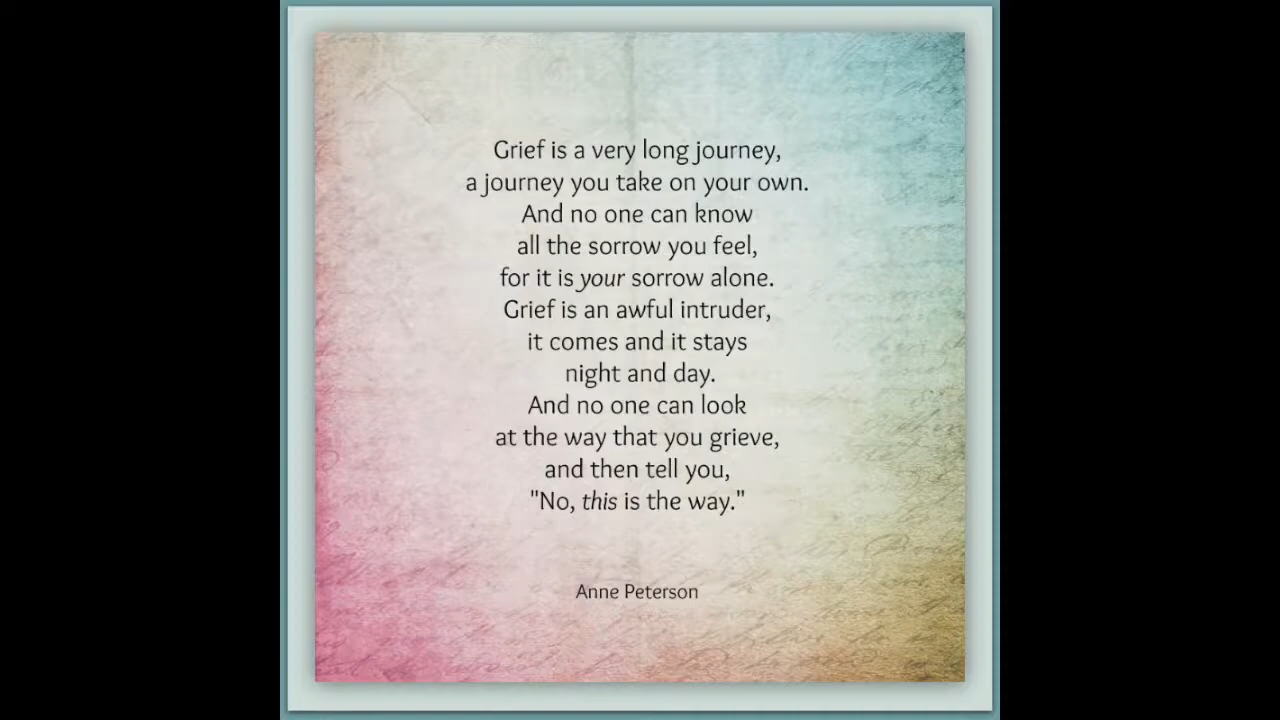 Grief is a very long journey,
a journey you take on your own.
And no one can know
all the sorrow you feel,
for it is your sorrow alone.
Grief is an awful intruder,
it comes and it stays
night and day.
And no one can look
at the way that you grieve,
and then tell you,
"No, this is the way."
Anne Peterson